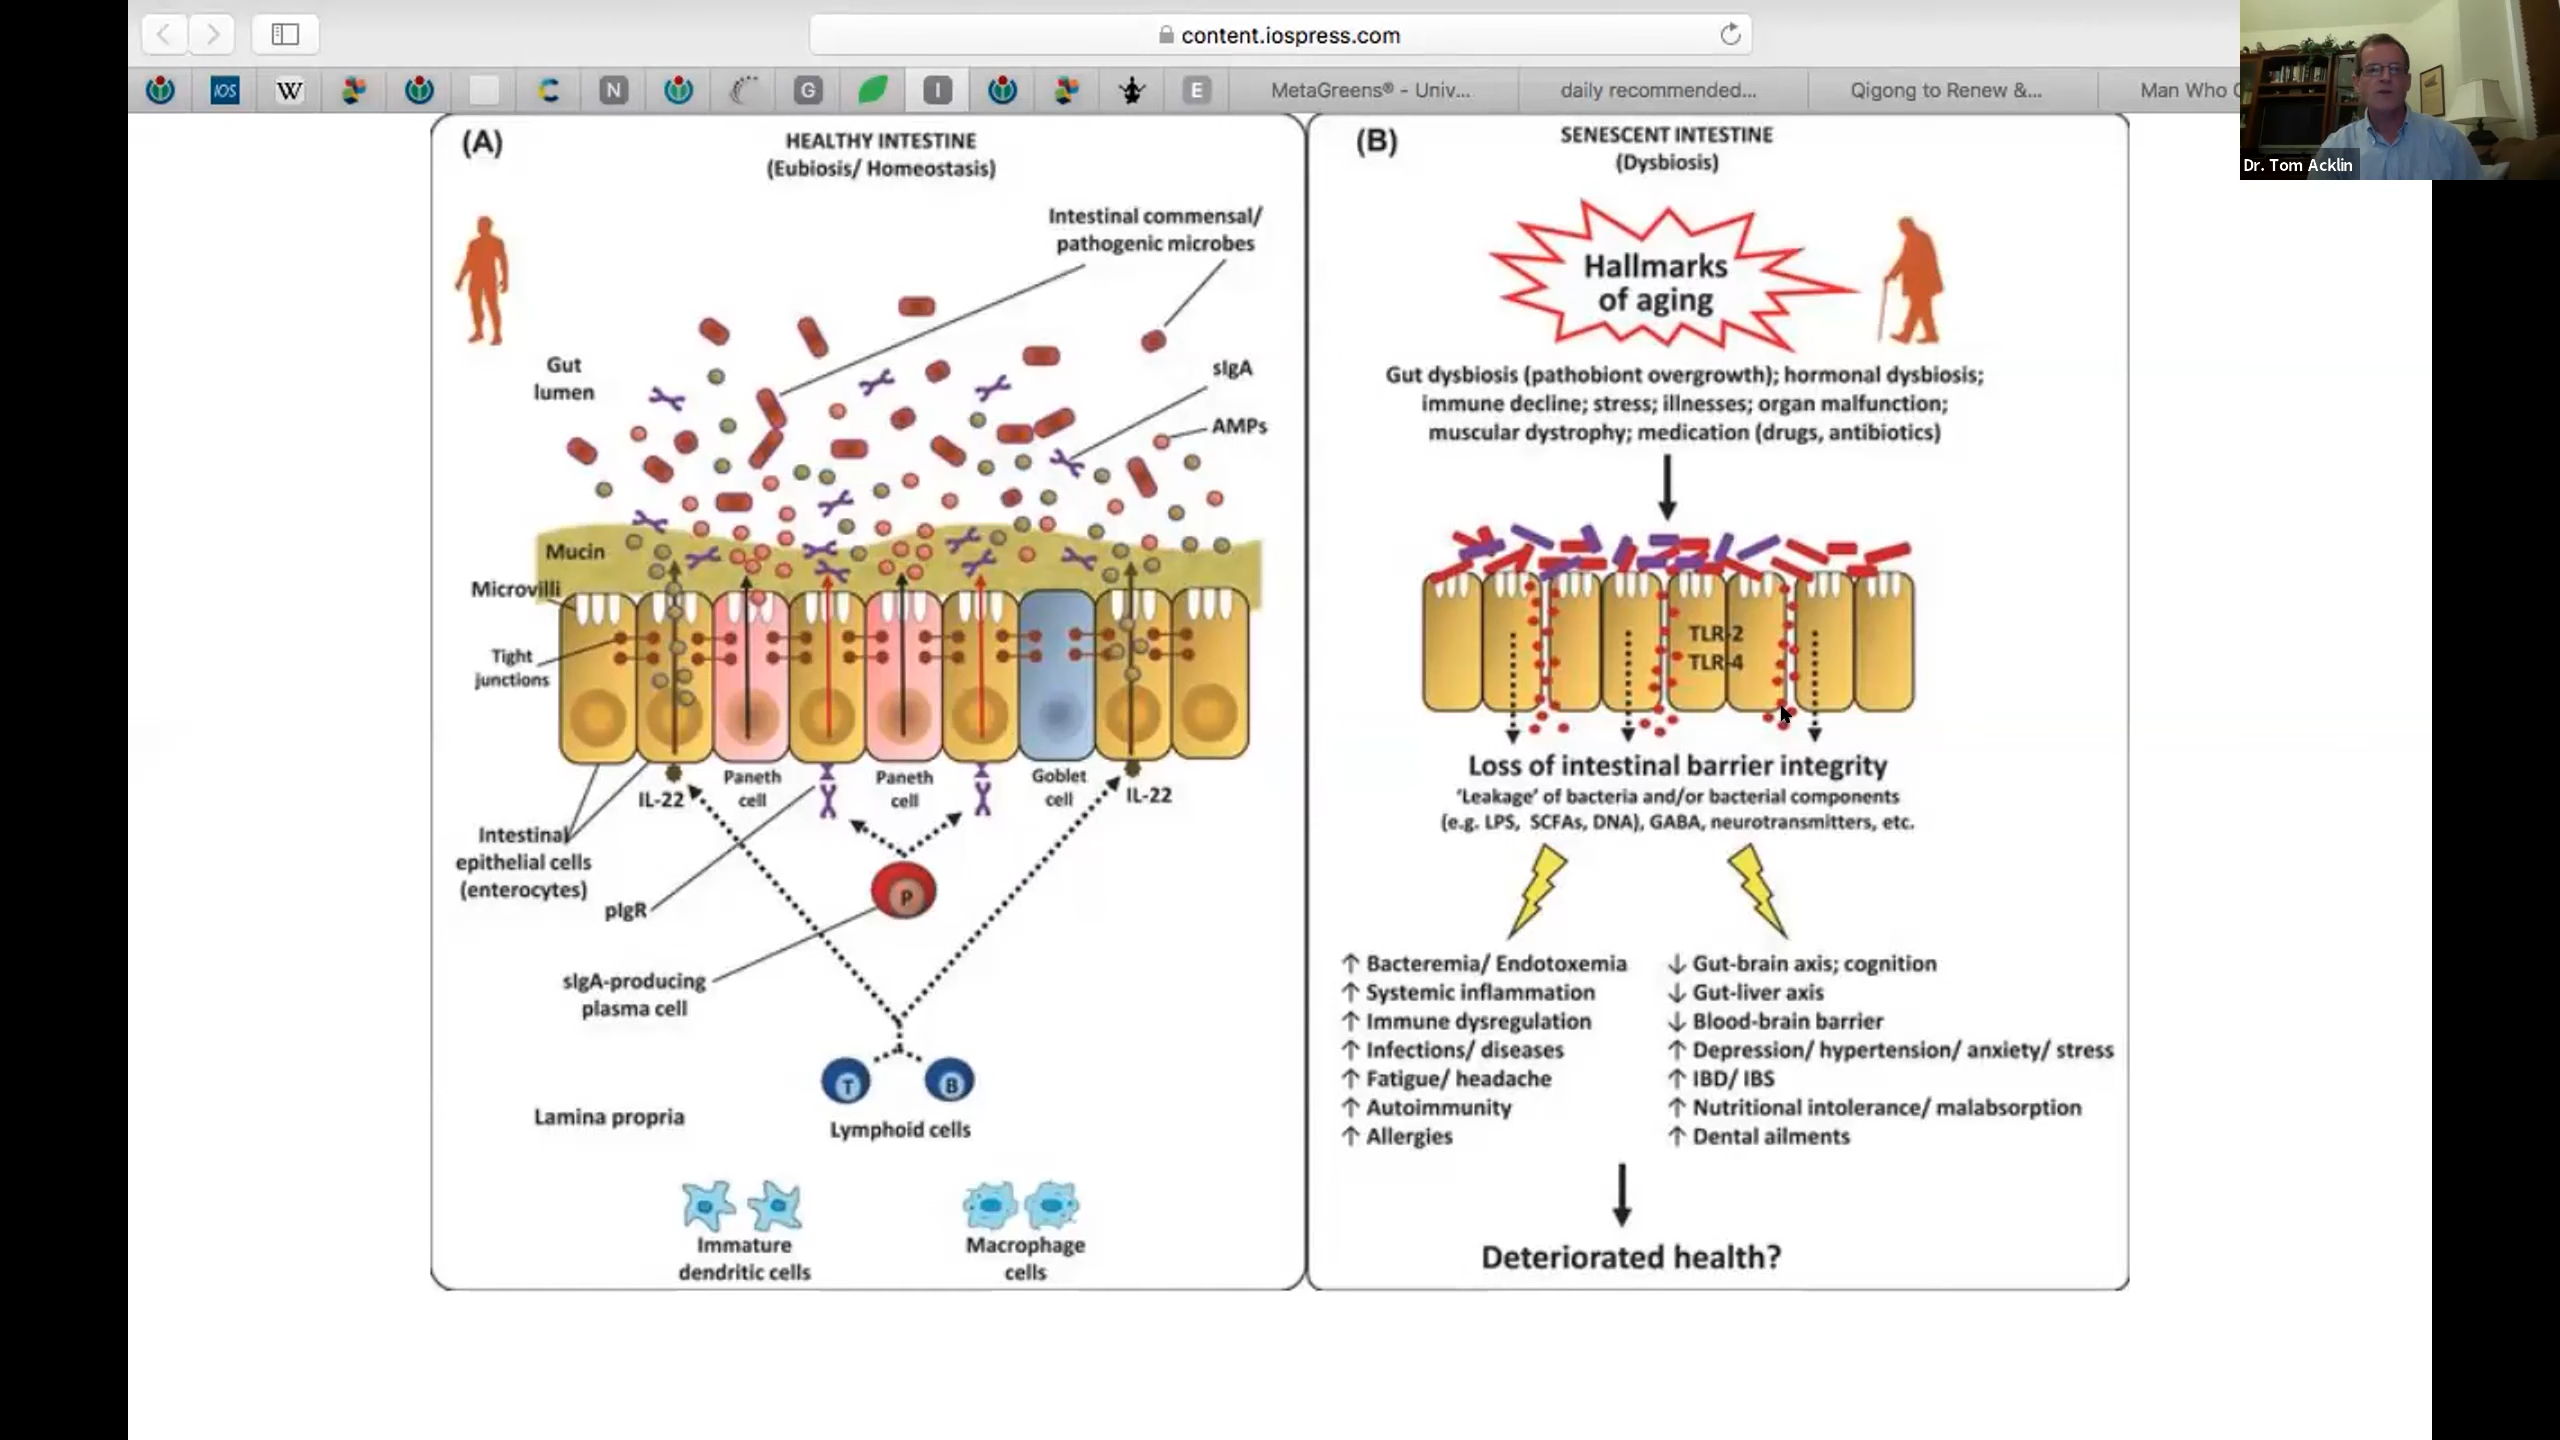 content.iospress.com
IOS
W
C
N
G
I
E
MetaGreens® - Univ...
daily recommended...
Qigong to Renew &...
Man Who
Dr. Tom Acklin
(A)
HEALTHY INTESTINE
(Eubiosis/ Homeostasis)
Intestinal commensal/
pathogenic microbes
Gut
lumen
sIgA
AMPs
Mucin
Microvilli
Tight
junctions
IL-22
Paneth
cell
Paneth
cell
Goblet
cell
IL-22
Intestinal
epithelial cells
(enterocytes)
pIgR
P
sIgA-producing
plasma cell
T
B
Lamina propria
Lymphoid cells
Immature
dendritic cells
Macrophage
cells
(B)
SENESCENT INTESTINE
(Dysbiosis)
Hallmarks
of aging
Gut dysbiosis (pathobiont overgrowth); hormonal dysbiosis;
immune decline; stress; illnesses; organ malfunction;
muscular dystrophy; medication (drugs, antibiotics)
TLR-2
TLR-4
Loss of intestinal barrier integrity
'Leakage' of bacteria and/or bacterial components
(e.g. LPS, SCFAs, DNA), GABA, neurotransmitters, etc.
↑ Bacteremia/ Endotoxemia
↑ Systemic inflammation
↑ Immune dysregulation
↑ Infections/ diseases
↑ Fatigue/ headache
↑ Autoimmunity
↑ Allergies
↓ Gut-brain axis; cognition
↓ Gut-liver axis
↓ Blood-brain barrier
↑ Depression/ hypertension/ anxiety/ stress
↑ IBD/ IBS
↑ Nutritional intolerance/ malabsorption
↑ Dental ailments
Deteriorated health?